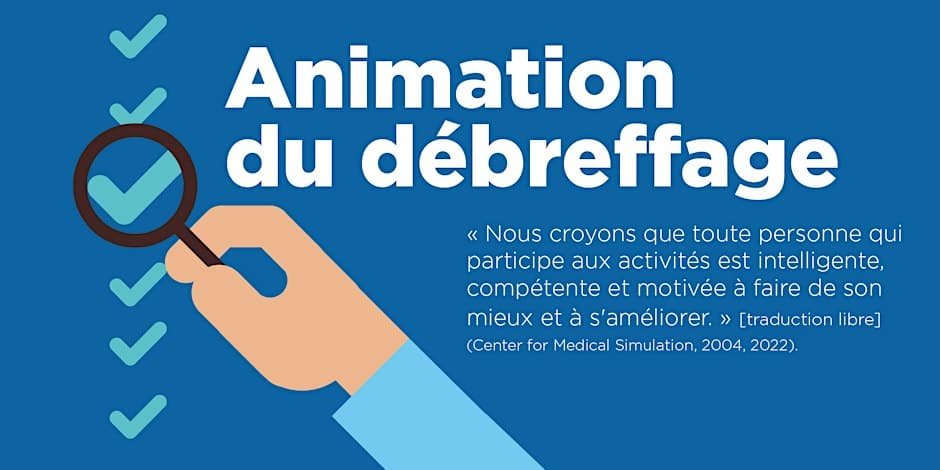 Animation
du débreffage
« Nous croyons que toute personne qui
participe aux activités est intelligente,
compétente et motivée à faire de son
mieux et à s'améliorer. » [traduction libre]
(Center for Medical Simulation, 2004, 2022).